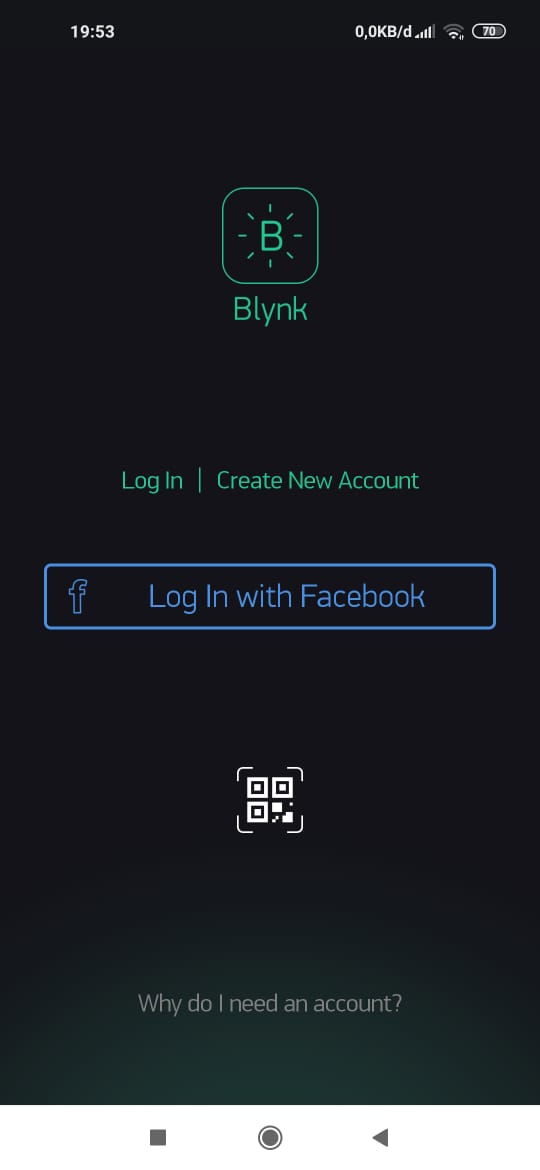 19:53 0,0KB/d 70
B
Blynk
Log In | Create New Account
f Log In with Facebook
Why do I need an account?